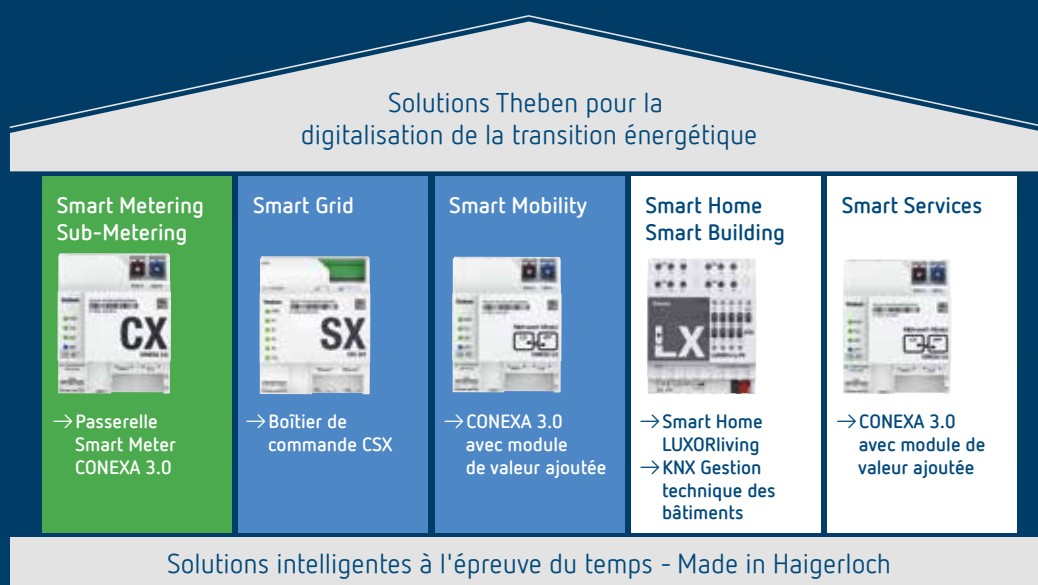 Solutions Theben pour la
digitalisation de la transition énergétique
Smart Metering
Sub-Metering
CX
→ Passerelle
Smart Meter
CONEXA 3.0
Smart Grid
SX
→ Boîtier de
commande CSX
Smart Mobility
→ CONEXA 3.0
avec module
de valeur ajoutée
Smart Home
Smart Building
LX
→ Smart Home
LUXORliving
→ KNX Gestion
technique des
bâtiments
Smart Services
→ CONEXA 3.0
avec module de
valeur ajoutée
Solutions intelligentes à l'épreuve du temps - Made in Haigerloch